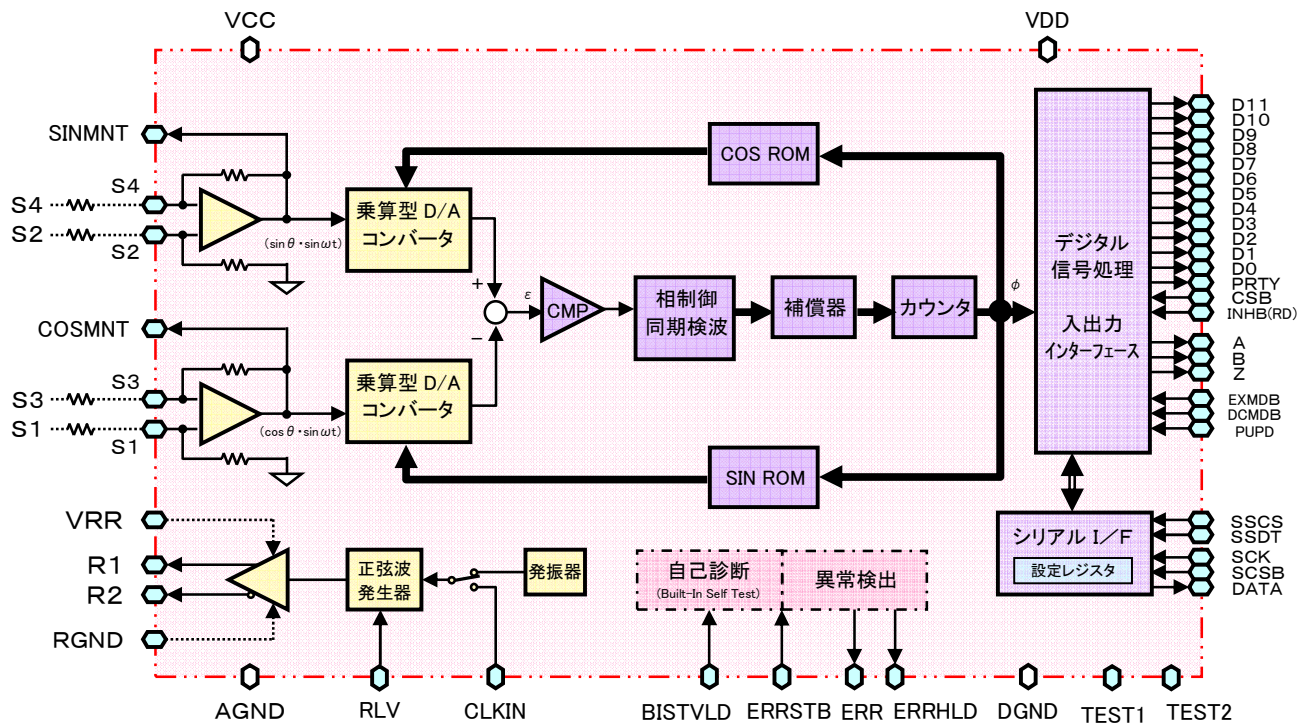 VCC
VDD
SINMNT
S4
S4
S2
S2
(sinθ・sinωt)
乗算型 D/A
コンバータ
COS ROM
COSMNT
S3
S3
S1
S1
(cosθ・sinωt)
乗算型 D/A
コンバータ
+
−
ε
CMP
相制御
同期検波
補償器
カウンタ
φ
SIN ROM
デジタル
信号処理
入出力
インターフェース
D11
D10
D9
D8
D7
D6
D5
D4
D3
D2
D1
D0
PRTY
CSB
INHB(RD)
A
B
Z
EXMDB
DCMDB
PUPD
シリアル I/F
設定レジスタ
SSCS
SSDT
SCK
SCSB
DATA
VRR
R1
R2
RGND
正弦波
発生器
発振器
自己診断
(Built-In Self Test)
異常検出
AGND
RLV
CLKIN
BISTVLD
ERRSTB
ERR
ERRHLD
DGND
TEST1
TEST2